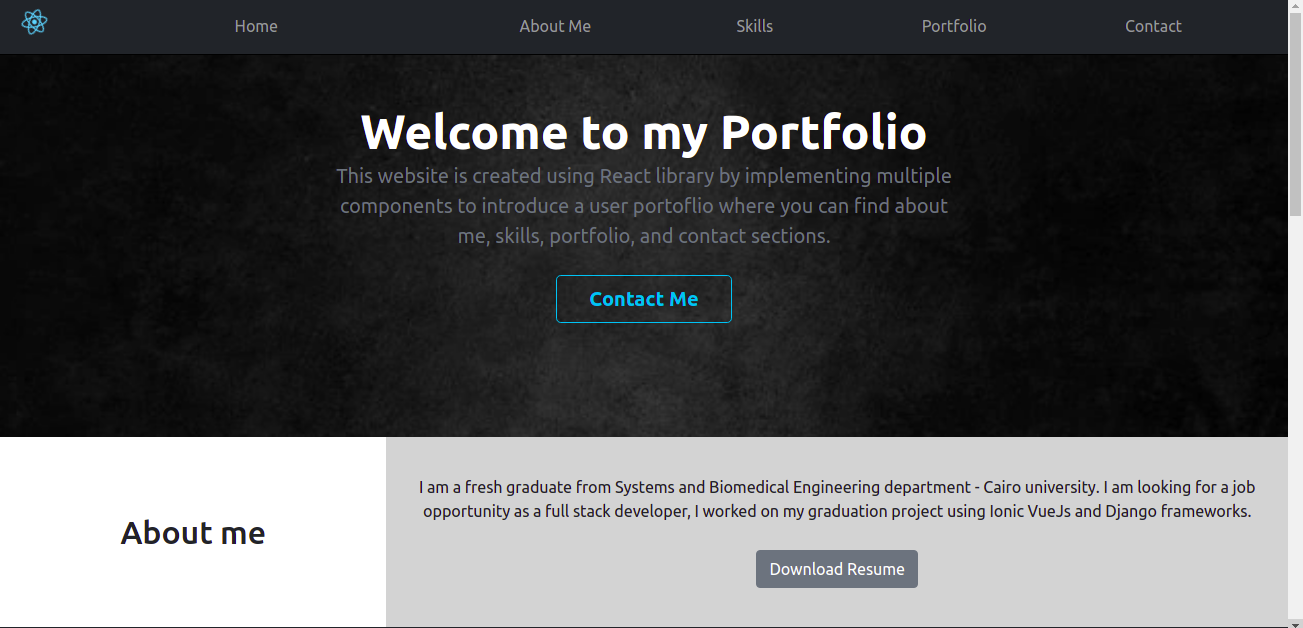 Home About Me Skills Portfolio Contact
Welcome to my Portfolio
This website is created using React library by implementing multiple
components to introduce a user portoflio where you can find about
me, skills, portfolio, and contact sections.
Contact Me
About me
I am a fresh graduate from Systems and Biomedical Engineering department - Cairo university. I am looking for a job
opportunity as a full stack developer, I worked on my graduation project using Ionic VueJs and Django frameworks.
Download Resume